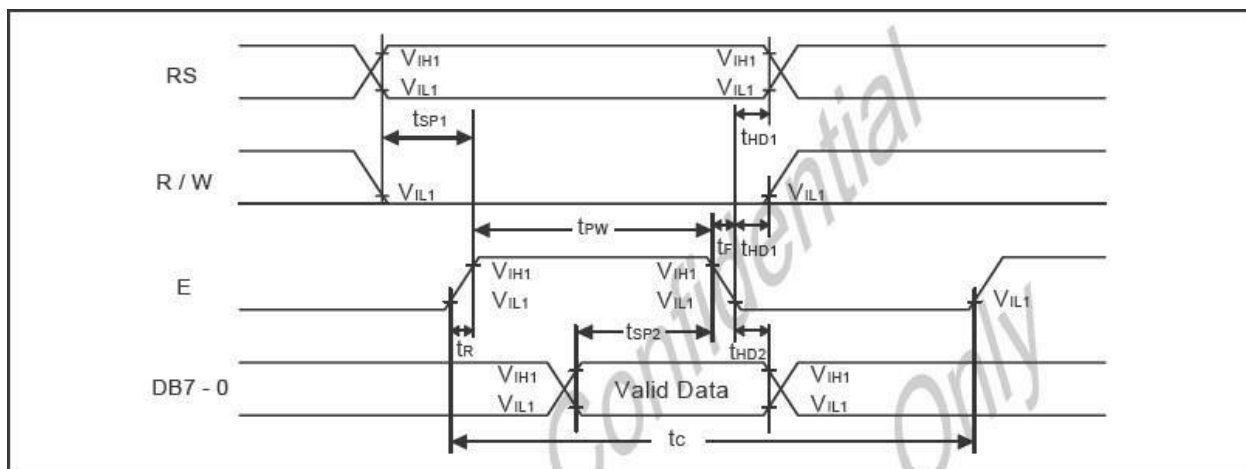 RS
VIH1
VIH1
VIL1
VIL1
tSP1
tHD1
R / W
VIL1
VIL1
tPW
tF
tHD1
E
VIH1
VIH1
VIL1
VIL1
VIL1
tR
tSP2
tHD2
DB7 - 0
VIH1
Valid Data
VIH1
VIL1
VIL1
tC
Confidential
Only